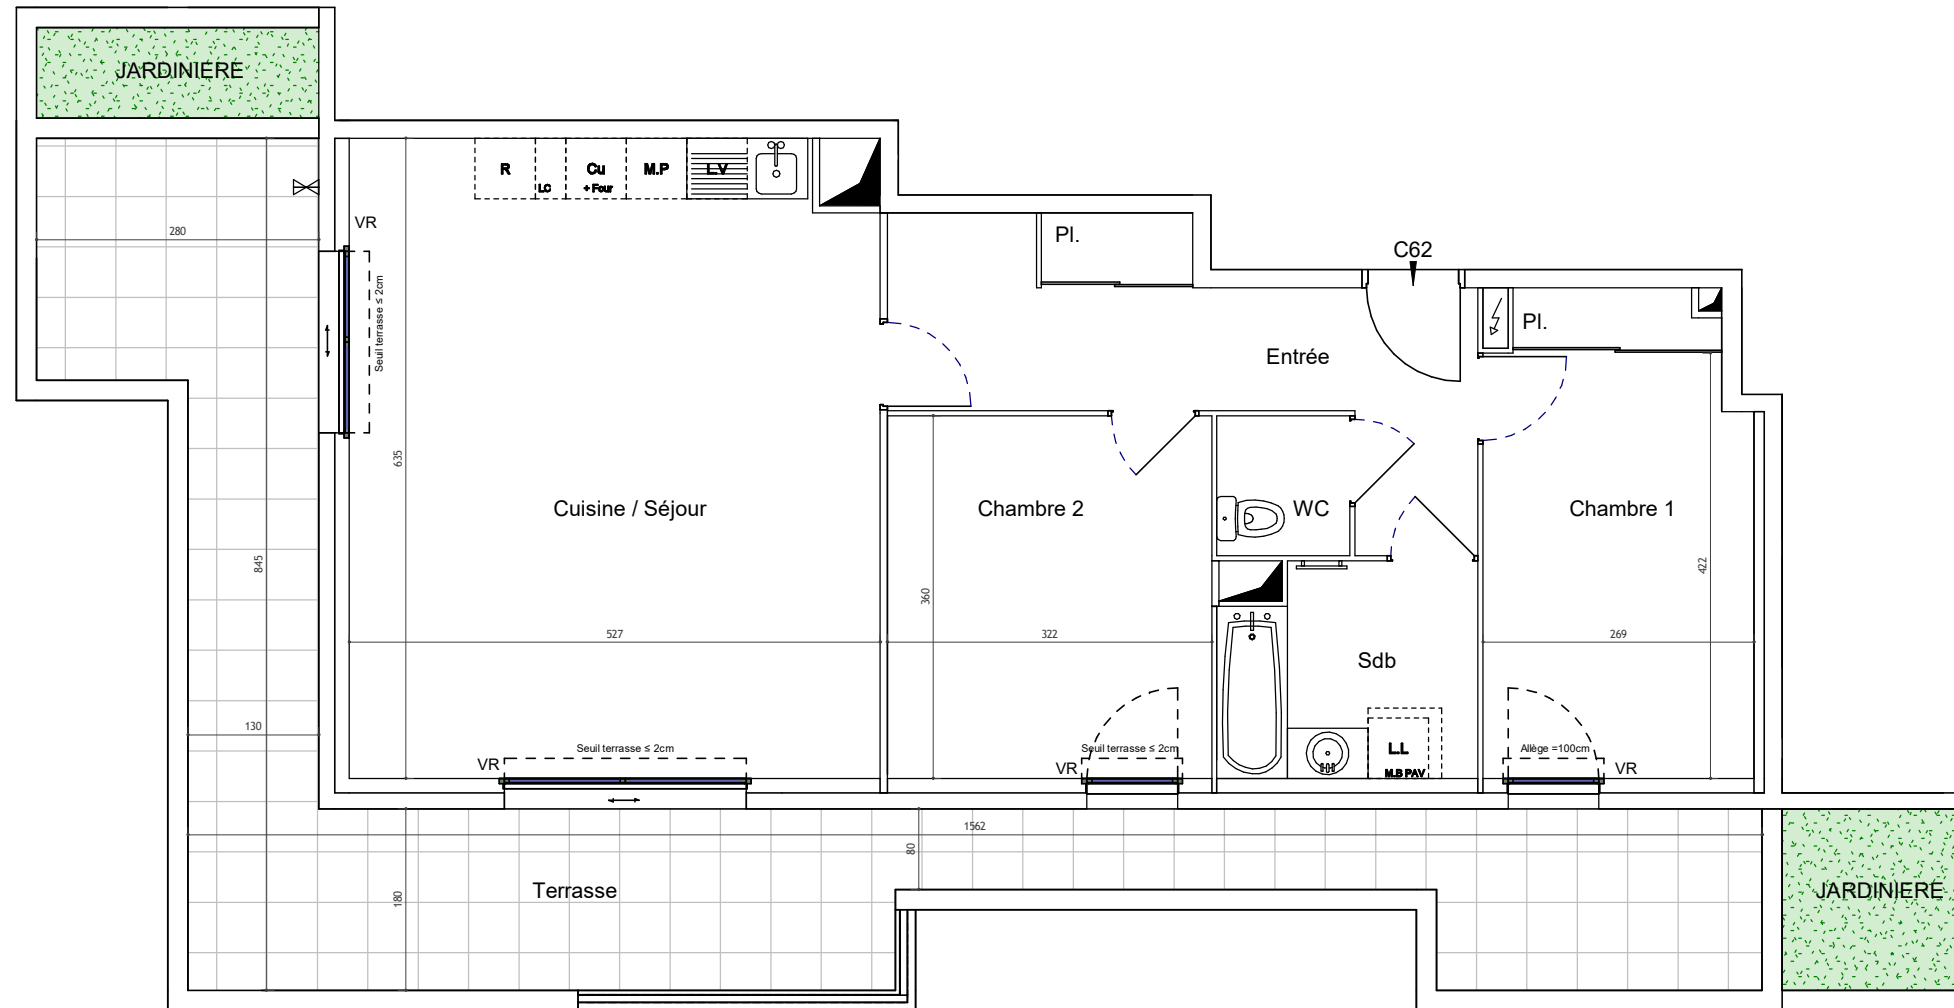 JARDINIERE
R
LC
Cu
+ Four
M.P
L.V
VR
280
Seuil terrasse ≤ 2cm
Pl.
C62
Pl.
Entrée
635
Cuisine / Séjour
Chambre 2
WC
Chambre 1
845
360
422
527
322
269
Sdb
130
Seuil terrasse ≤ 2cm
VR
Seuil terrasse ≤ 2cm
VR
L.L
M.B PAV
Allège =100cm
VR
1562
80
180
Terrasse
JARDINIERE